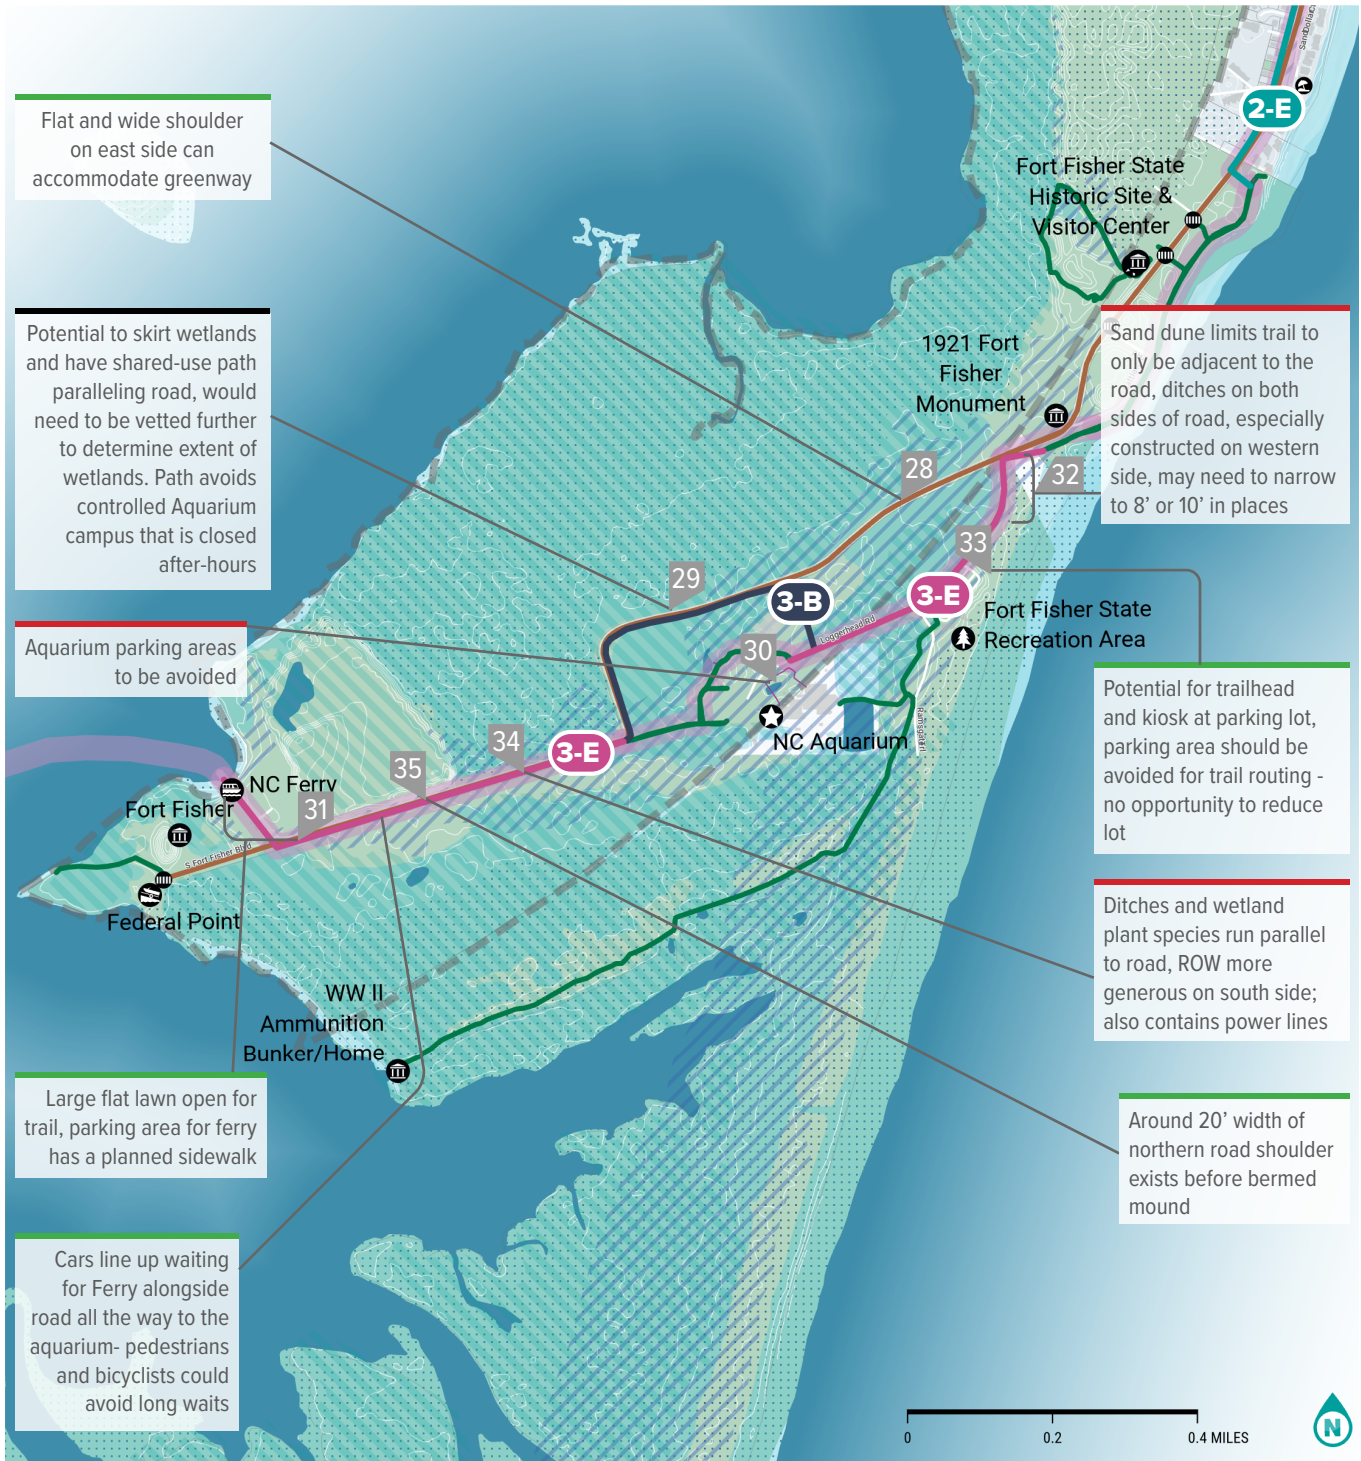 Flat and wide shoulder
on east side can
accommodate greenway
Potential to skirt wetlands
and have shared-use path
paralleling road, would
need to be vetted further
to determine extent of
wetlands. Path avoids
controlled Aquarium
campus that is closed
after-hours
Aquarium parking areas
to be avoided
2-E
Fort Fisher State
Historic Site &
Visitor Center
1921 Fort
Fisher
Monument
Sand dune limits trail to
only be adjacent to the
road, ditches on both
sides of road, especially
constructed on western
side, may need to narrow
to 8’ or 10’ in places
28
32
33
29
3-B
3-E
Loggerhead Rd
Fort Fisher State
Recreation Area
30
NC Aquarium
Potential for trailhead
and kiosk at parking lot,
parking area should be
avoided for trail routing -
no opportunity to reduce
lot
34
3-E
35
NC Ferry
31
Fort Fisher
S Fort Fisher Blvd
Federal Point
WW II
Ammunition
Bunker/Home
Ditches and wetland
plant species run parallel
to road, ROW more
generous on south side;
also contains power lines
Large flat lawn open for
trail, parking area for ferry
has a planned sidewalk
Around 20’ width of
northern road shoulder
exists before bermed
mound
Cars line up waiting
for Ferry alongside
road all the way to the
aquarium- pedestrians
and bicyclists could
avoid long waits
0
0.2
0.4 MILES
N